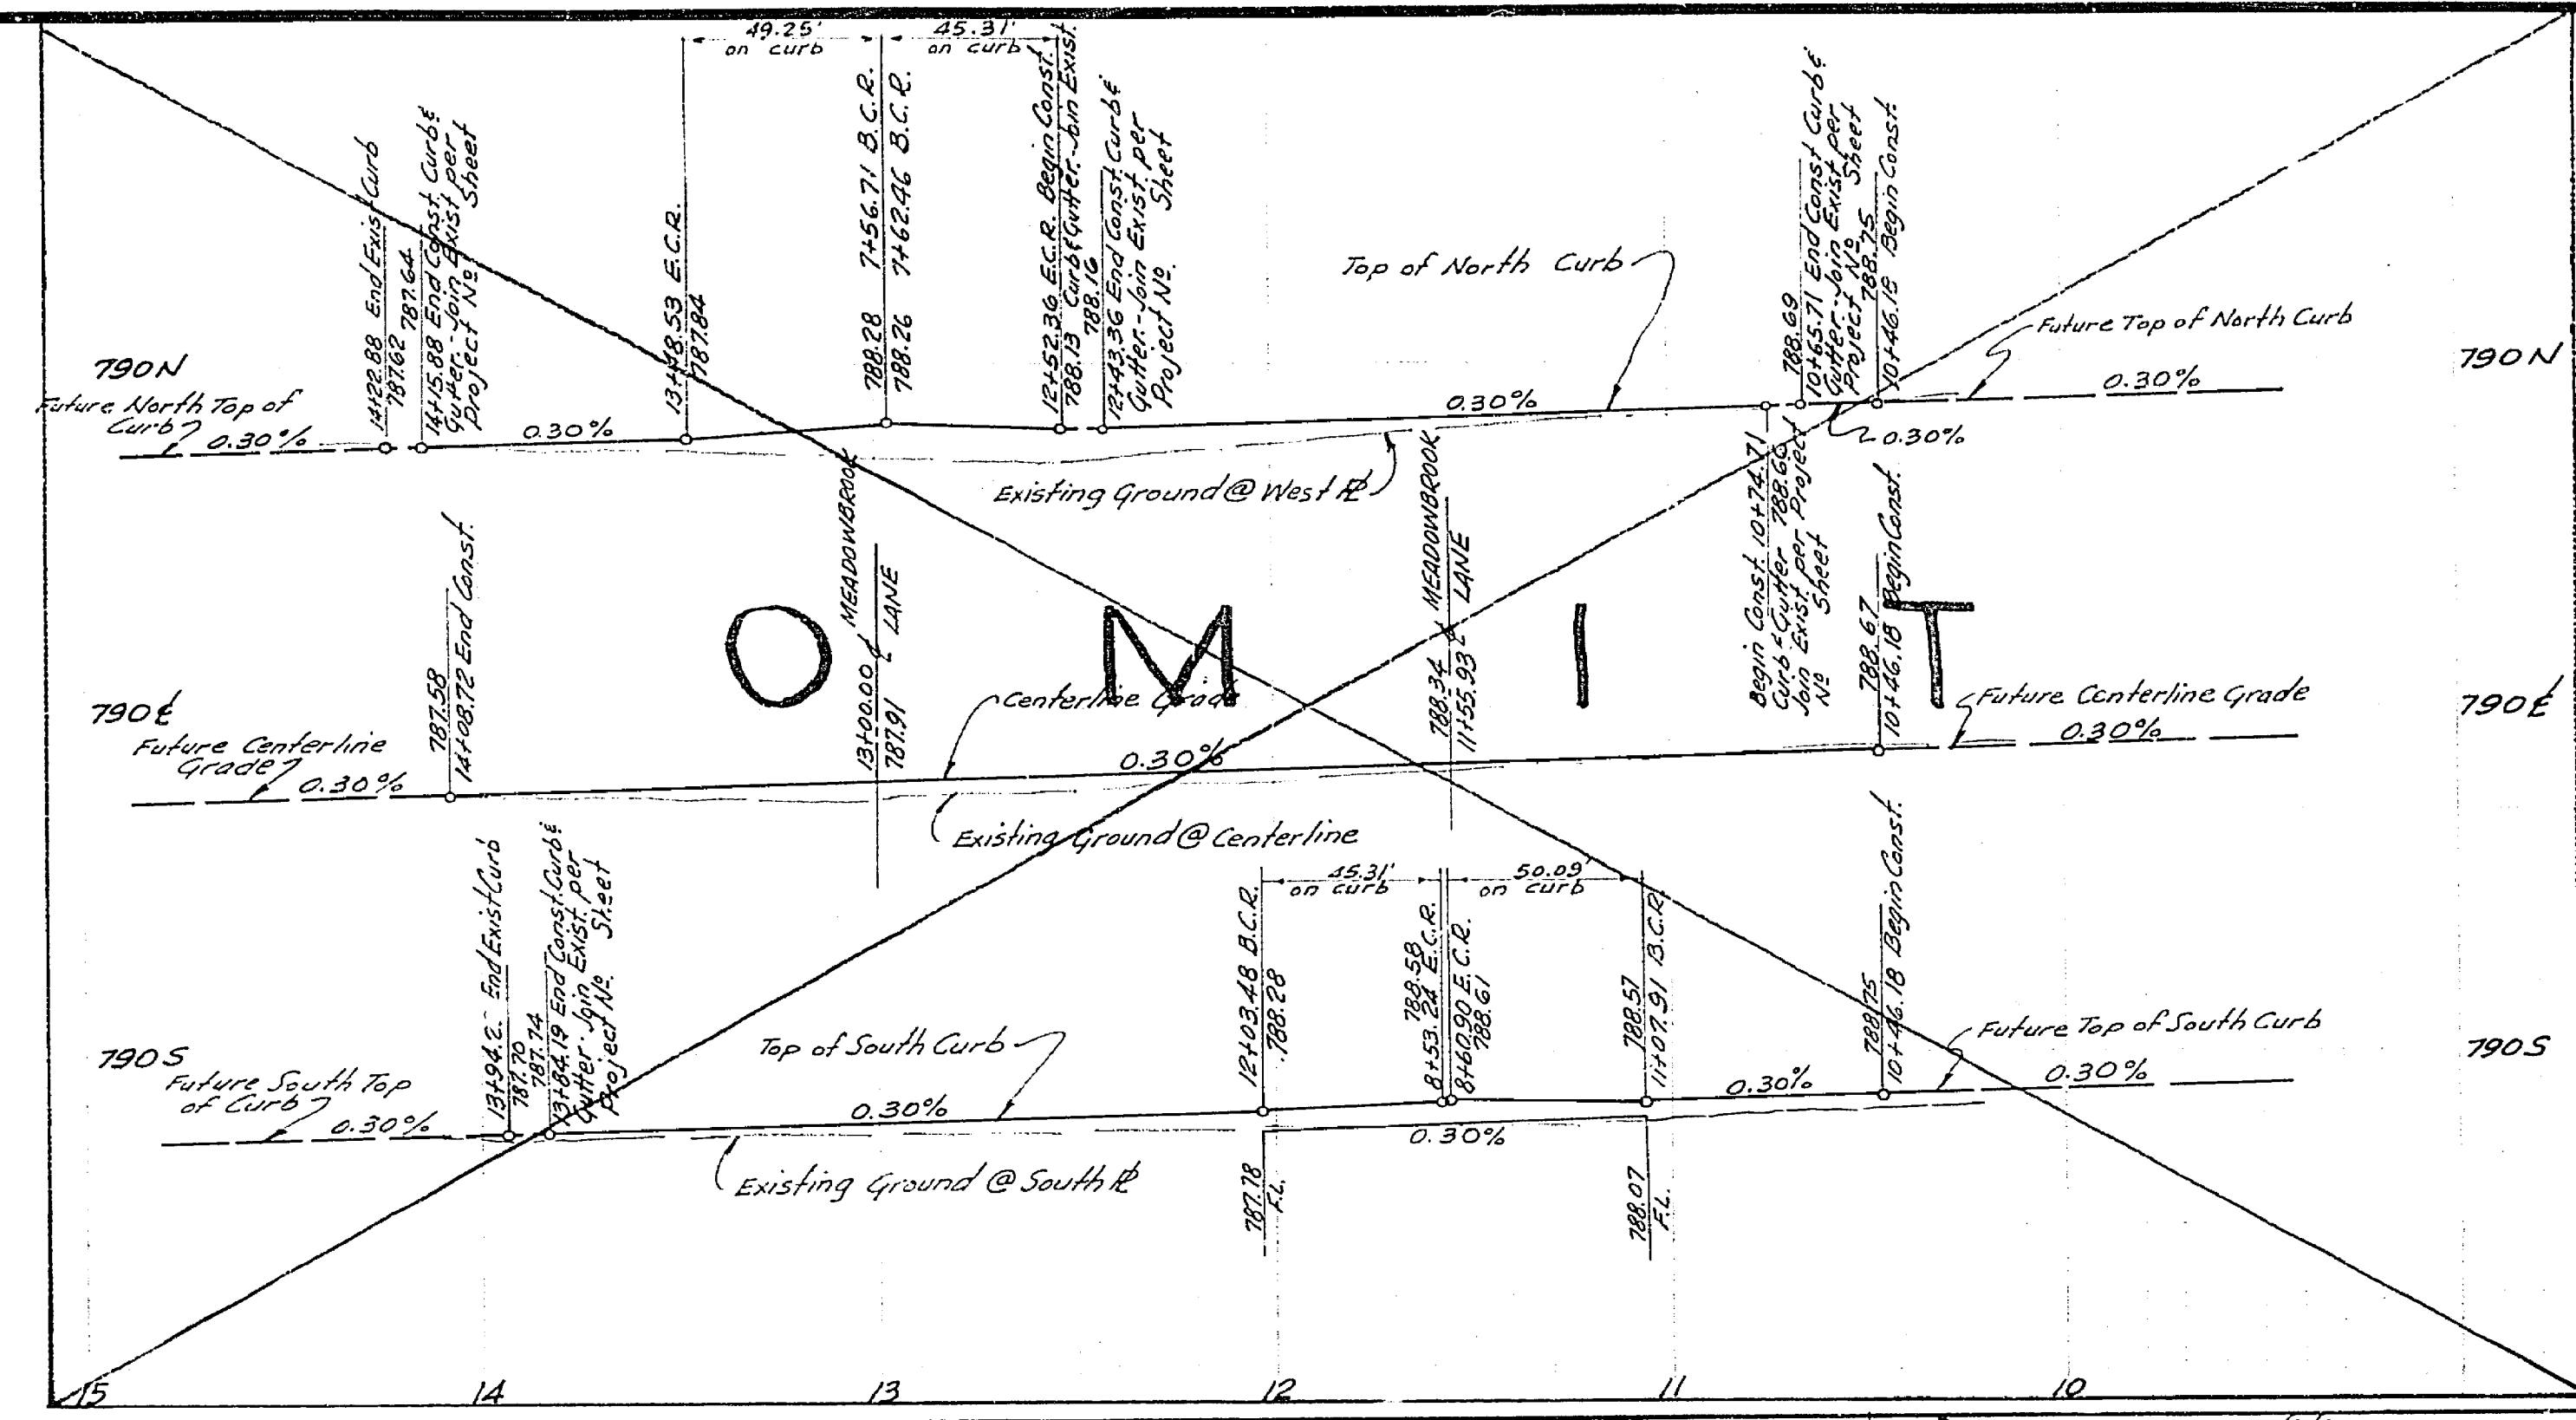 49.25'
on curb
45.31'
on curb
14+22.88 End Exist Curb
787.62
787.64
14+15.88 End Const. Curb &
Gutter.-Join Exist per
Project Nº Sheet
13+48.53 E.C.R.
787.84
7+56.71 B.C.R.
788.28
7+62.46 B.C.R.
788.26
12+52.36 E.C.R. Begin Const.
788.13 Curb & Gutter.-Join Exist.
788.16
12+43.36 End Const. Curb &
Gutter.-Join Exist. per
Project Nº. Sheet
Top of North Curb
788.69
10+65.71 End Const Curb &
Gutter-Join Exist per
Project Nº Sheet
788.75
10+46.18 Begin Const.
Future Top of North Curb
790N
790N
Future North Top of
Curb
0.30%
0.30%
0.30%
0.30%
0.30%
Existing Ground @ West PL
Begin Const. 10+74.71
Curb & Gutter
Join Exist per Project
Nº Sheet
787.58
14+08.72 End Const.
MEADOWBROOK
LANE
13+00.00 ℄
787.91
MEADOWBROOK
LANE
788.34 ℄
11+55.93
788.67
10+46.18 Begin Const.
OMIT
790℄
790℄
Centerline Grade
Future Centerline Grade
Future Centerline
Grade
0.30%
0.30%
0.30%
Existing Ground @ Centerline
45.31'
on curb
50.09'
on curb
End Exist Curb
787.70
787.74
13+84.19 End Const. Curb &
Gutter-Join Exist. per
Project Nº. Sheet
12+03.48 B.C.R.
788.28
788.58
8+53.24 E.C.R.
8+60.90 E.C.R.
788.61
788.57
11+07.91 B.C.R.
788.75
10+46.18 Begin Const.
790S
790S
Top of South Curb
Future Top of South Curb
Future South Top
of Curb
0.30%
0.30%
0.30%
0.30%
0.30%
Existing Ground @ South PL
787.78
F.L.
788.07
F.L.
15
14
13
12
11
10